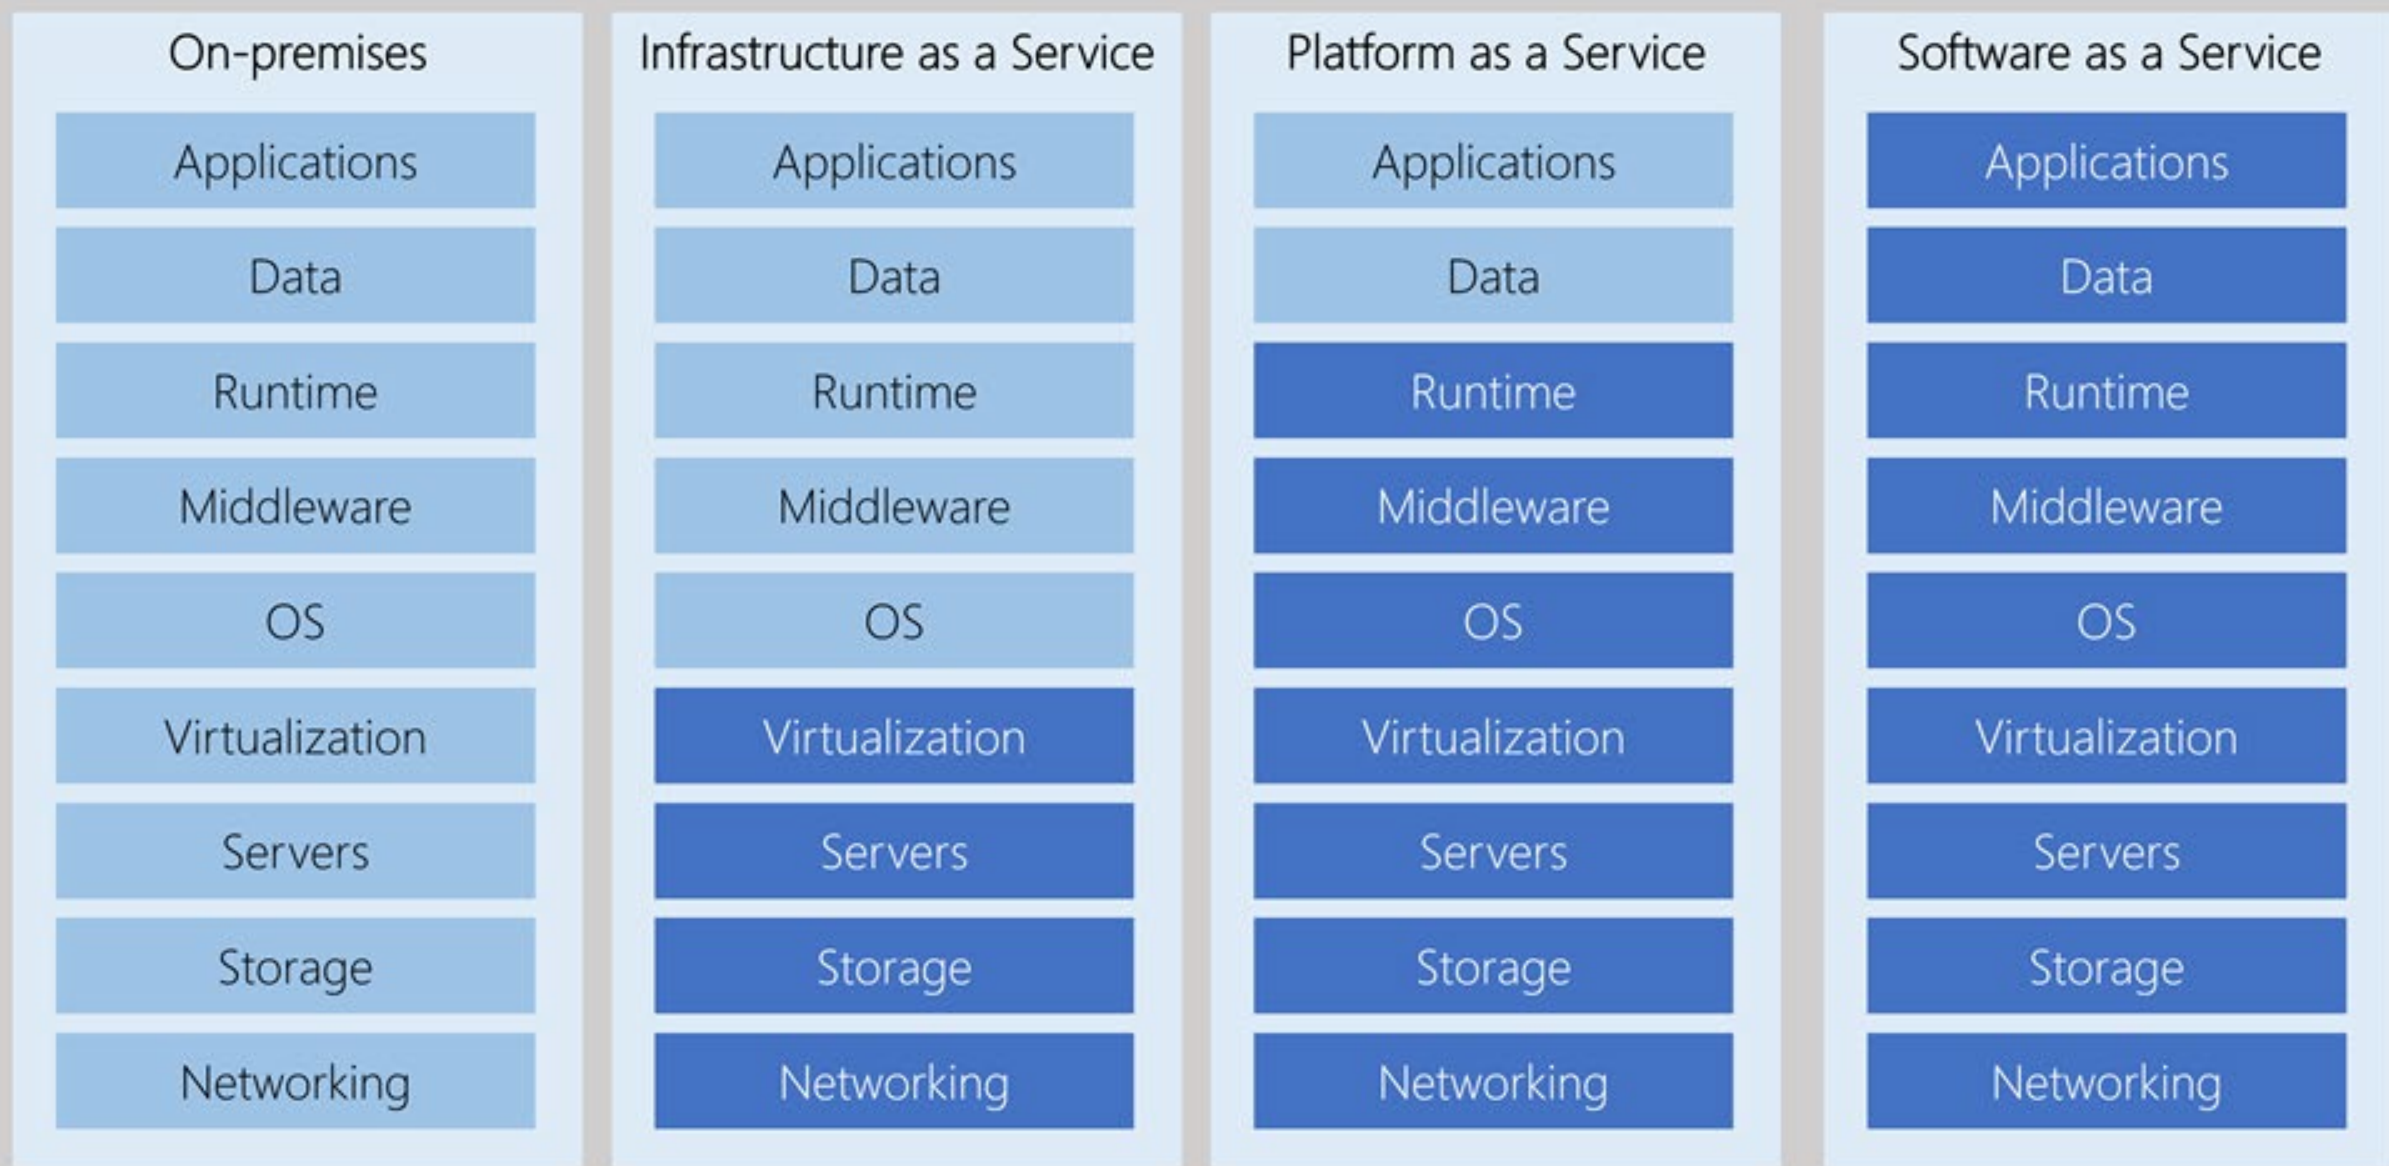 On-premises
Applications
Data
Runtime
Middleware
OS
Virtualization
Servers
Storage
Networking
Infrastructure as a Service
Applications
Data
Runtime
Middleware
OS
Virtualization
Servers
Storage
Networking
Platform as a Service
Applications
Data
Runtime
Middleware
OS
Virtualization
Servers
Storage
Networking
Software as a Service
Applications
Data
Runtime
Middleware
OS
Virtualization
Servers
Storage
Networking